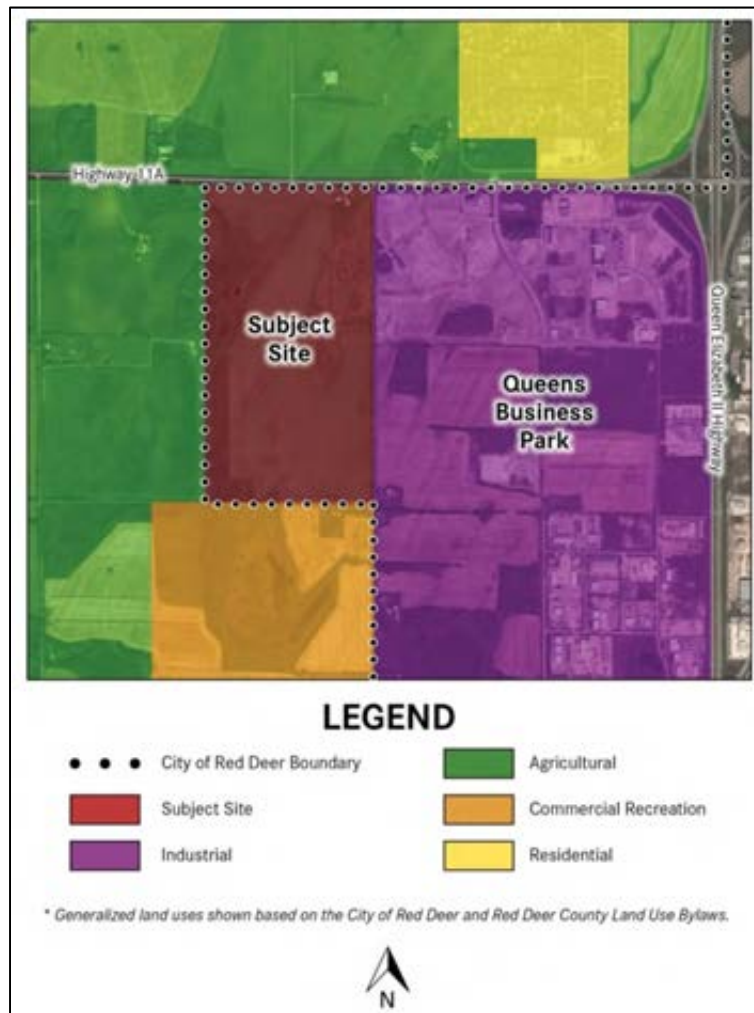 Highway 11A
Subject
Site
Queens
Business
Park
Queen Elizabeth II Highway
LEGEND
City of Red Deer Boundary
Agricultural
Subject Site
Commercial Recreation
Industrial
Residential
* Generalized land uses shown based on the City of Red Deer and Red Deer County Land Use Bylaws.
N